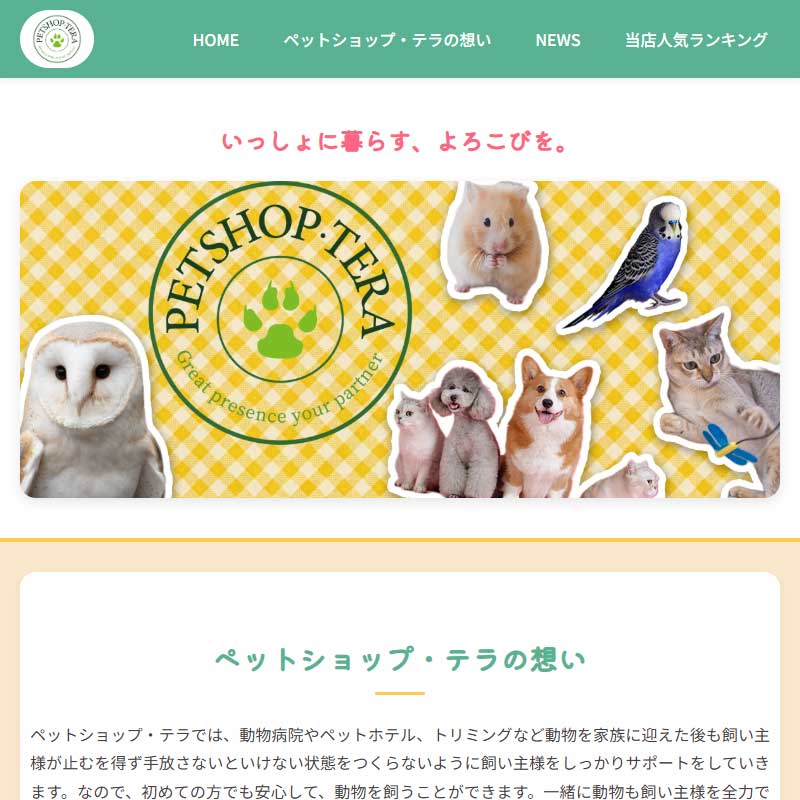 PETSHOP·TERA
HOME
ペットショップ・テラの想い
NEWS
当店人気ランキング
いっしょに暮らす、よろこびを。
PETSHOP·TERA
Great presence your partner
ペットショップ・テラの想い
ペットショップ・テラでは、動物病院やペットホテル、トリミングなど動物を家族に迎えた後も飼い主
様が止むを得ず手放さないといけない状態をつくらないように飼い主様をしっかりサポートをしていき
ます。なので、初めての方でも安心して、動物を飼うことができます。一緒に動物も飼い主様を全力で